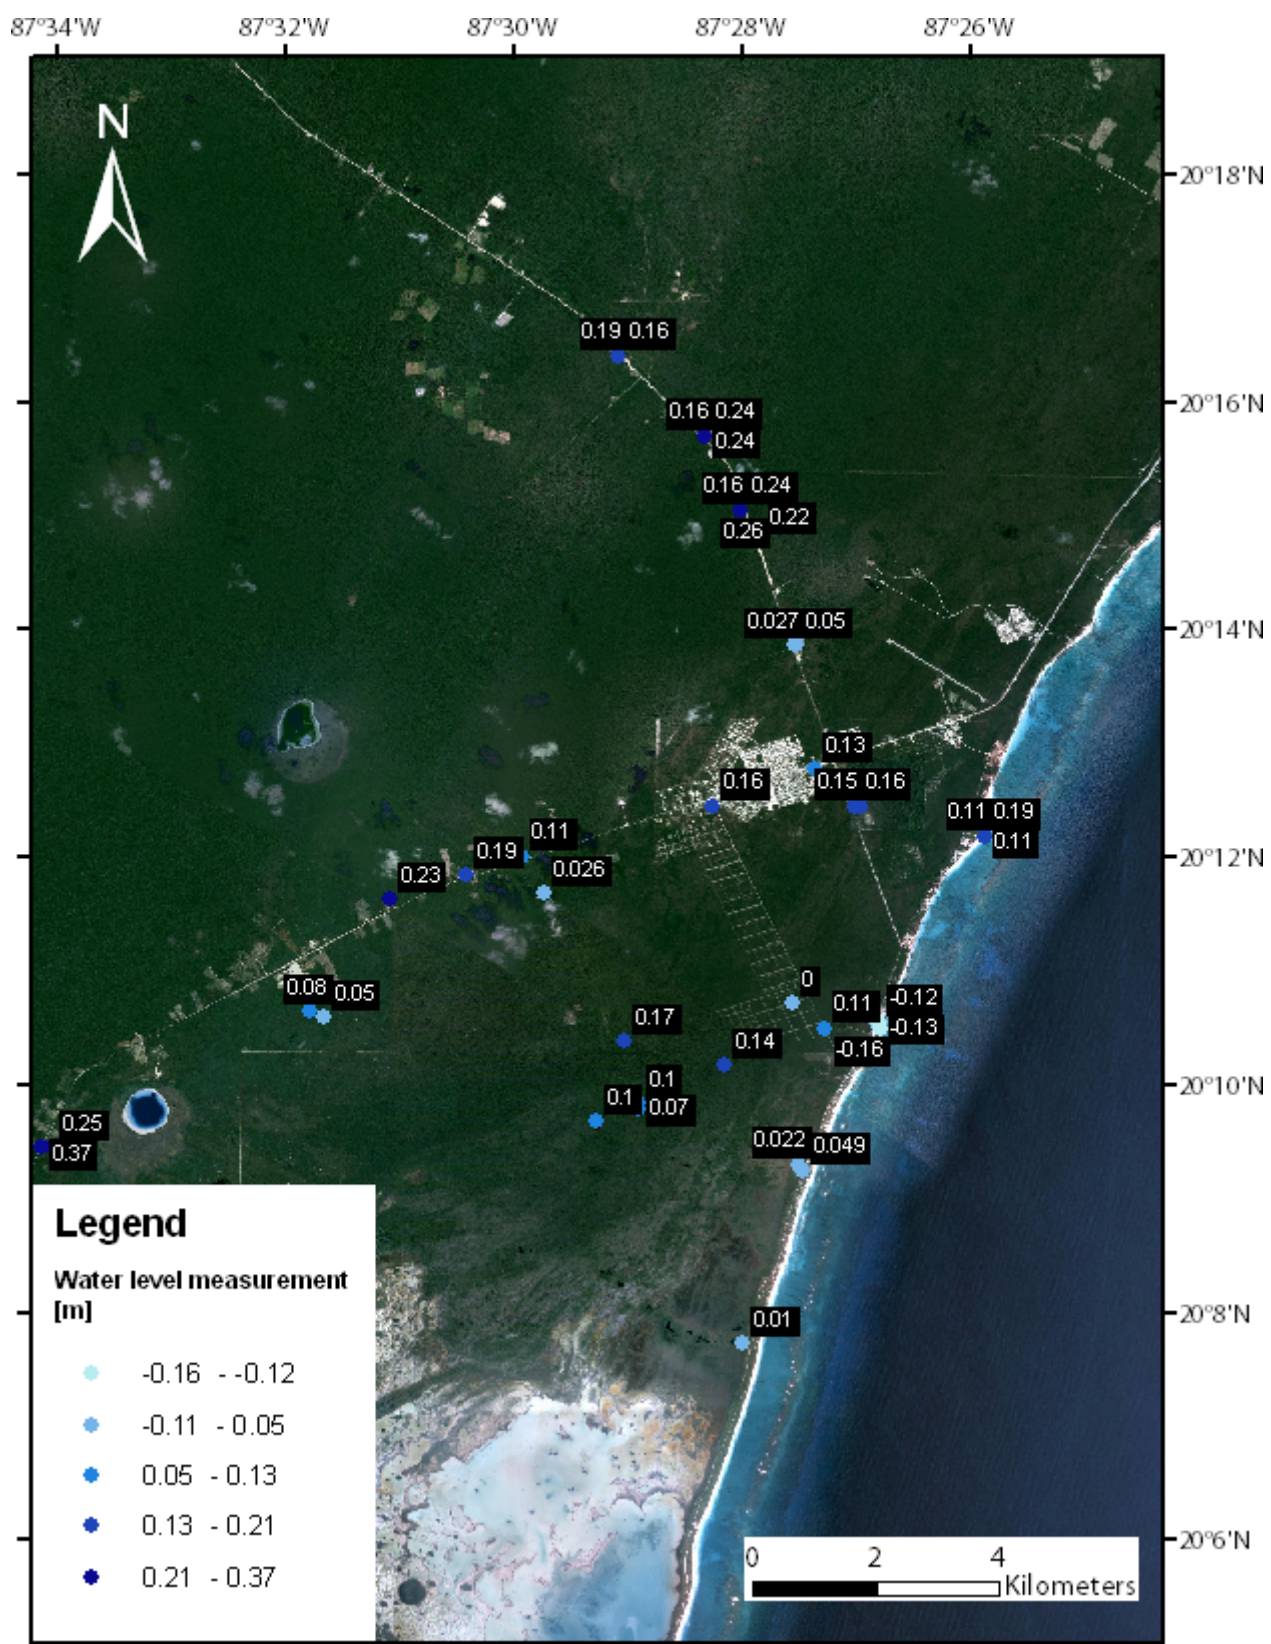 87°34'W 87°32'W 87°30'W 87°28'W 87°26'W
N
20°18'N
0.19 0.16
20°16'N
0.16 0.24
0.24
0.16 0.24
0.22
0.26
20°14'N
0.027 0.05
0.13
0.16
0.15 0.16
0.11 0.19
0.11
0.11
0.19
20°12'N
0.026
0.23
0.08
0.05
0
-0.12
0.11
-0.13
0.17
0.14
-0.16
0.1
20°10'N
0.1
0.07
0.25
0.37
0.022
0.049
Legend
Water level measurement
[m]
20°8'N
0.01
-0.16 - -0.12
-0.11 - 0.05
0.05 - 0.13
0.13 - 0.21
0.21 - 0.37
20°6'N
0 2 4
Kilometers